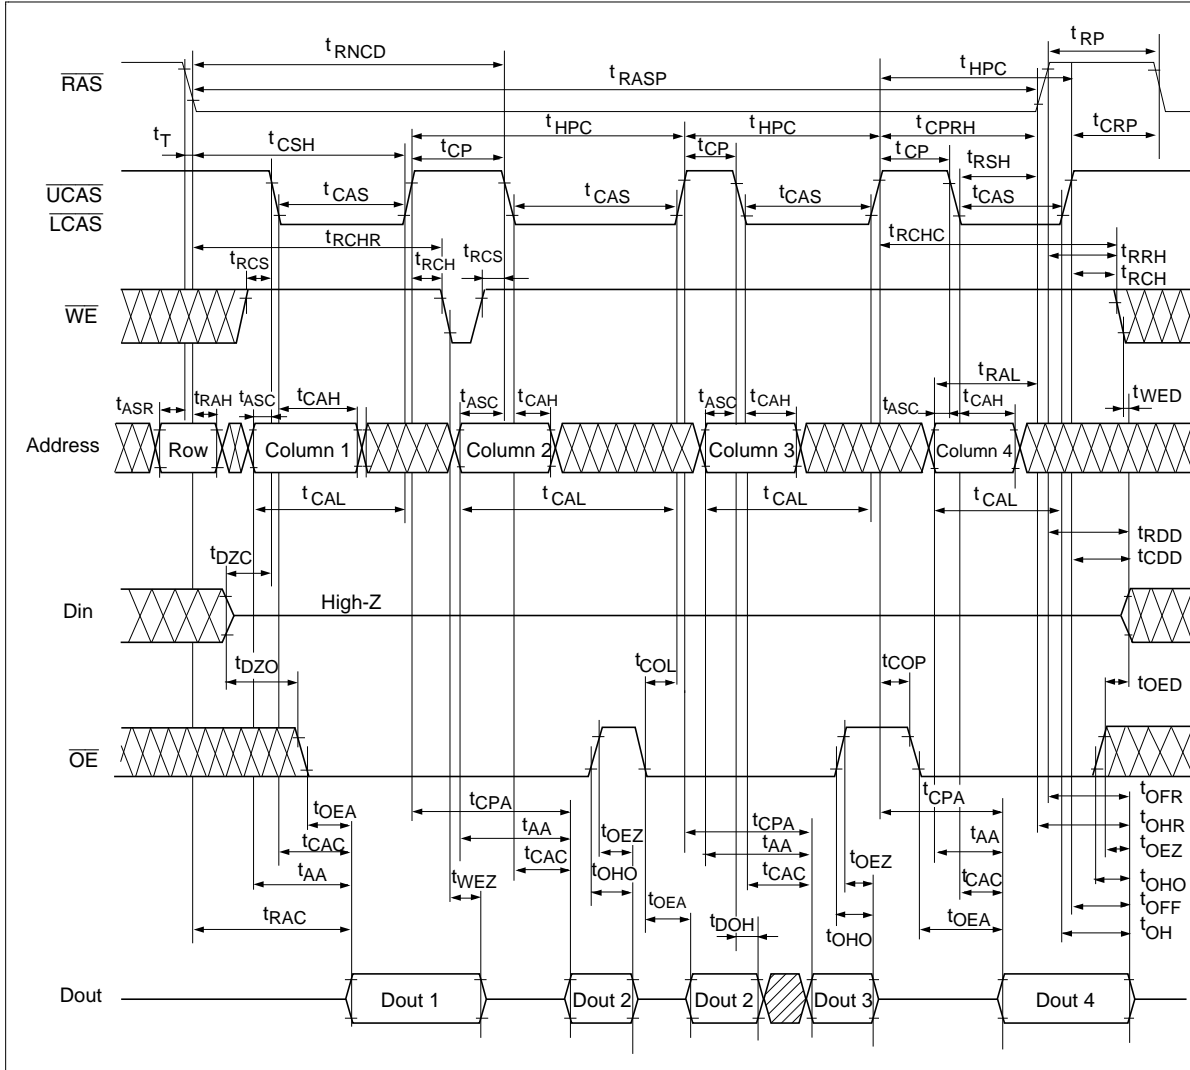 tRNCD
tRP
RAS
tRASP
tHPC
tT
tCSH
tHPC
tHPC
tCPRH
tCRP
tCP
tCP
tCP
tRSH
UCAS
LCAS
tCAS
tCAS
tCAS
tCAS
tRCHR
tRCHC
tRCS
tRCH
tRCS
tRRH
tRCH
WE
tRAL
tWED
tASR
tRAH
tASC
tCAH
tASC
tCAH
tASC
tCAH
tASC
tCAH
Address
Row
Column 1
Column 2
Column 3
Column 4
tCAL
tCAL
tCAL
tCAL
tRDD
tDZC
tCDD
Din
High-Z
tDZO
tCOL
tCOP
tOED
OE
tOEA
tCPA
tCPA
tOFR
tCAC
tAA
tOEZ
tCPA
tAA
tOHR
tAA
tCAC
tOHO
tAA
tOEZ
tCAC
tOEZ
tWEZ
tCAC
tOHO
tRAC
tOEA
tDOH
tOHO
tOEA
tOFF
tOH
Dout
Dout 1
Dout 2
Dout 2
Dout 3
Dout 4